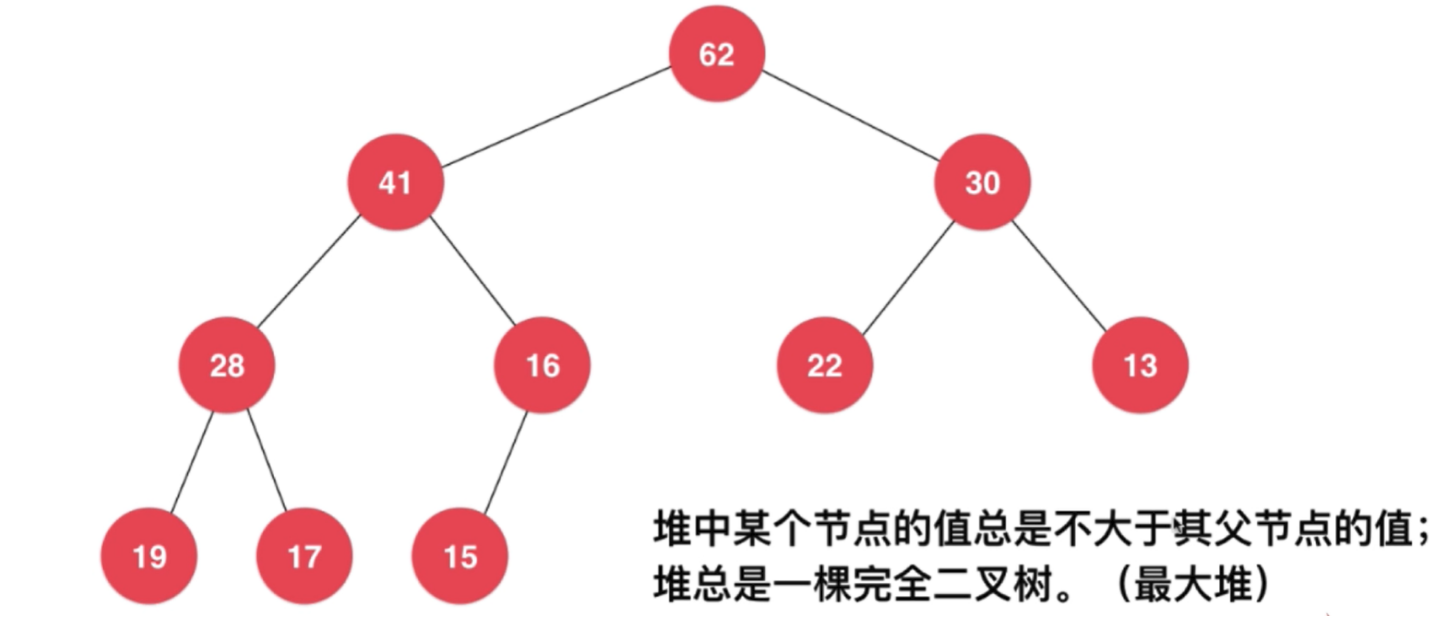 62
41 30
28 16 22 13
19 17 15
堆中某个节点的值总是不大于其父节点的值；
堆总是一棵完全二叉树。（最大堆）